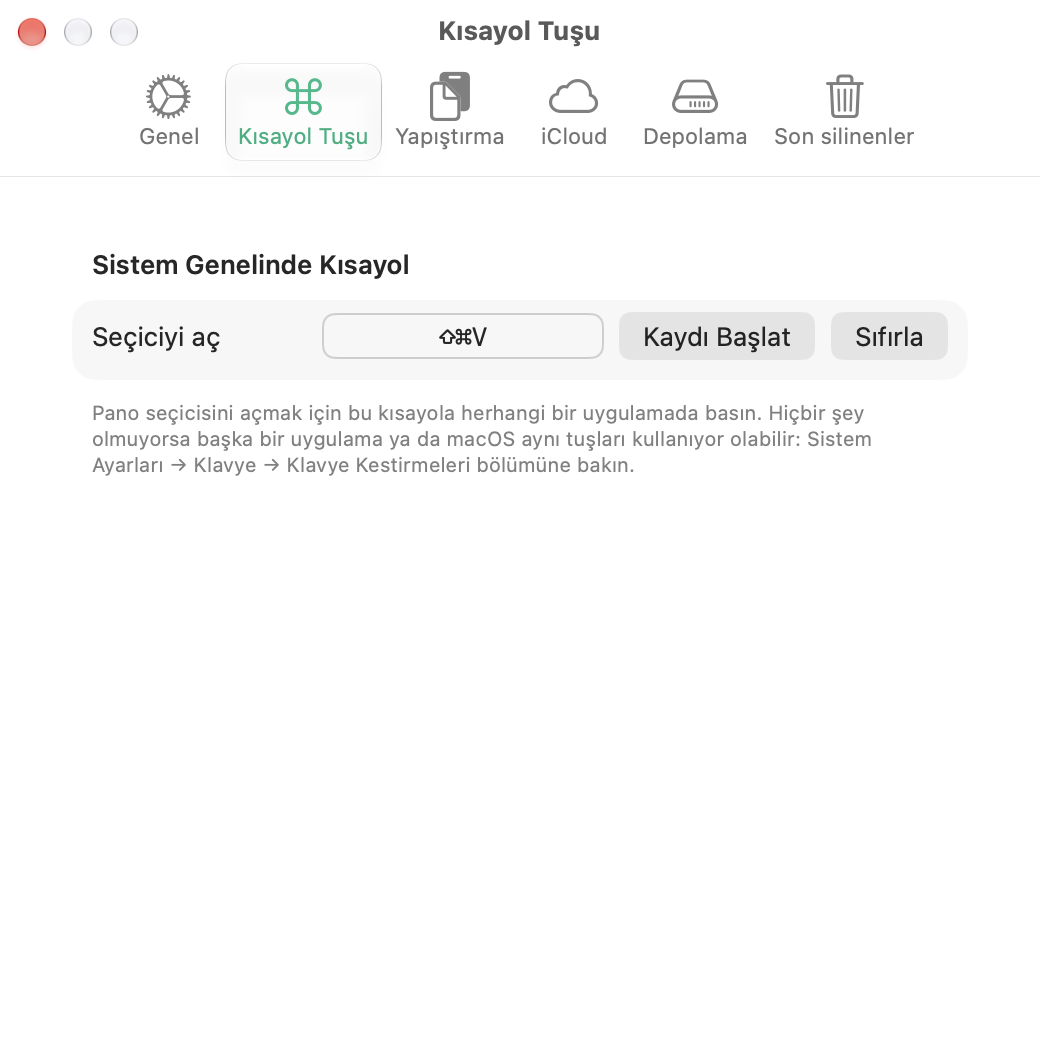 Kısayol Tuşu
Genel
Kısayol Tuşu
Yapıştırma
iCloud
Depolama
Son silinenler
Sistem Genelinde Kısayol
Seçiciyi aç
⇧⌘V
Kaydı Başlat
Sıfırla
Pano seçicisini açmak için bu kısayola herhangi bir uygulamada basın. Hiçbir şey
olmuyorsa başka bir uygulama ya da macOS aynı tuşları kullanıyor olabilir: Sistem
Ayarları → Klavye → Klavye Kestirmeleri bölümüne bakın.